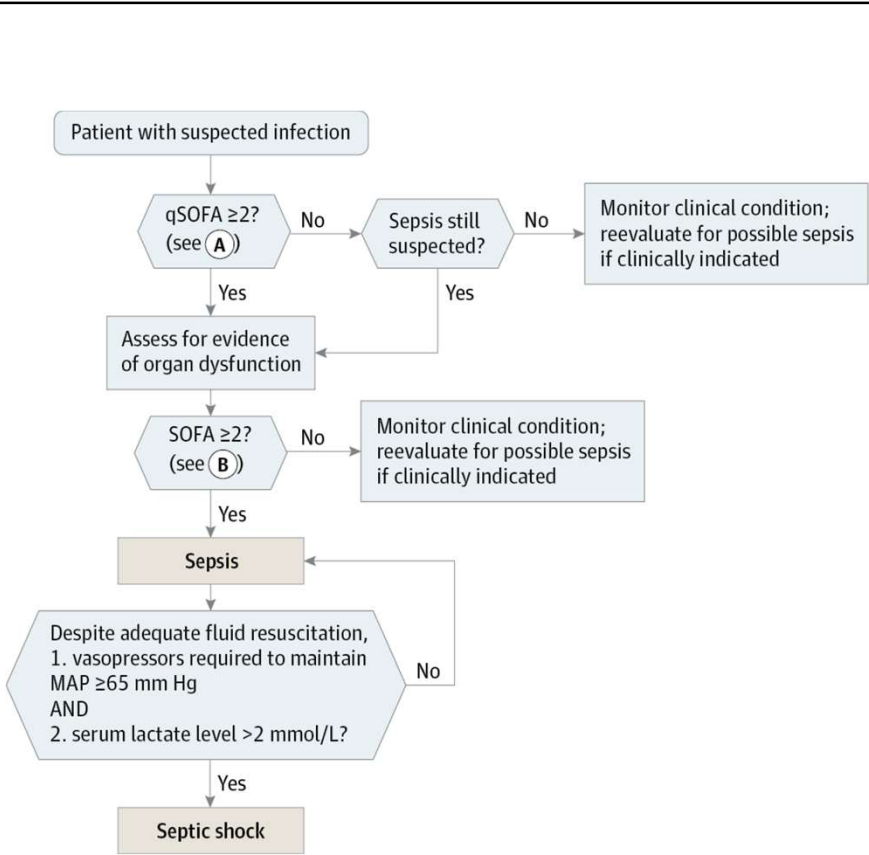 Patient with suspected infection
qSOFA ≥2?
(see A)
No
Sepsis still
suspected?
No
Monitor clinical condition;
reevaluate for possible sepsis
if clinically indicated
Yes
Yes
Assess for evidence
of organ dysfunction
SOFA ≥2?
(see B)
No
Monitor clinical condition;
reevaluate for possible sepsis
if clinically indicated
Yes
Sepsis
Despite adequate fluid resuscitation,
1. vasopressors required to maintain
MAP ≥65 mm Hg
AND
2. serum lactate level >2 mmol/L?
No
Yes
Septic shock